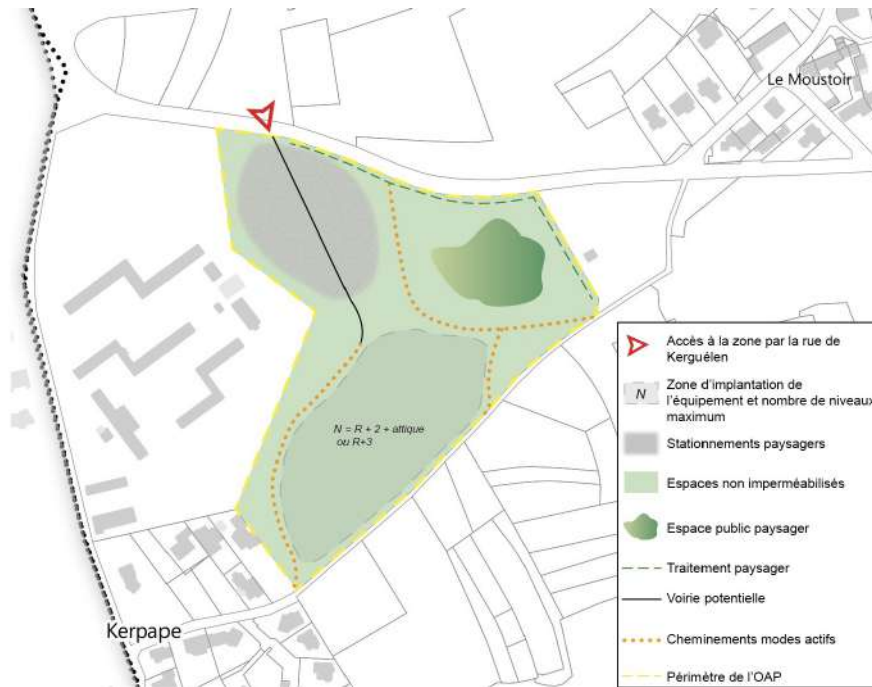 Le Moustoir
N = R + 2 + attique
ou R+3
Kerpape
Accès à la zone par la rue de
Kerguélen
N
Zone d'implantation de
l'équipement et nombre de niveaux
maximum
Stationnements paysagers
Espaces non imperméabilisés
Espace public paysager
Traitement paysager
Voirie potentielle
Cheminements modes actifs
Périmètre de l'OAP